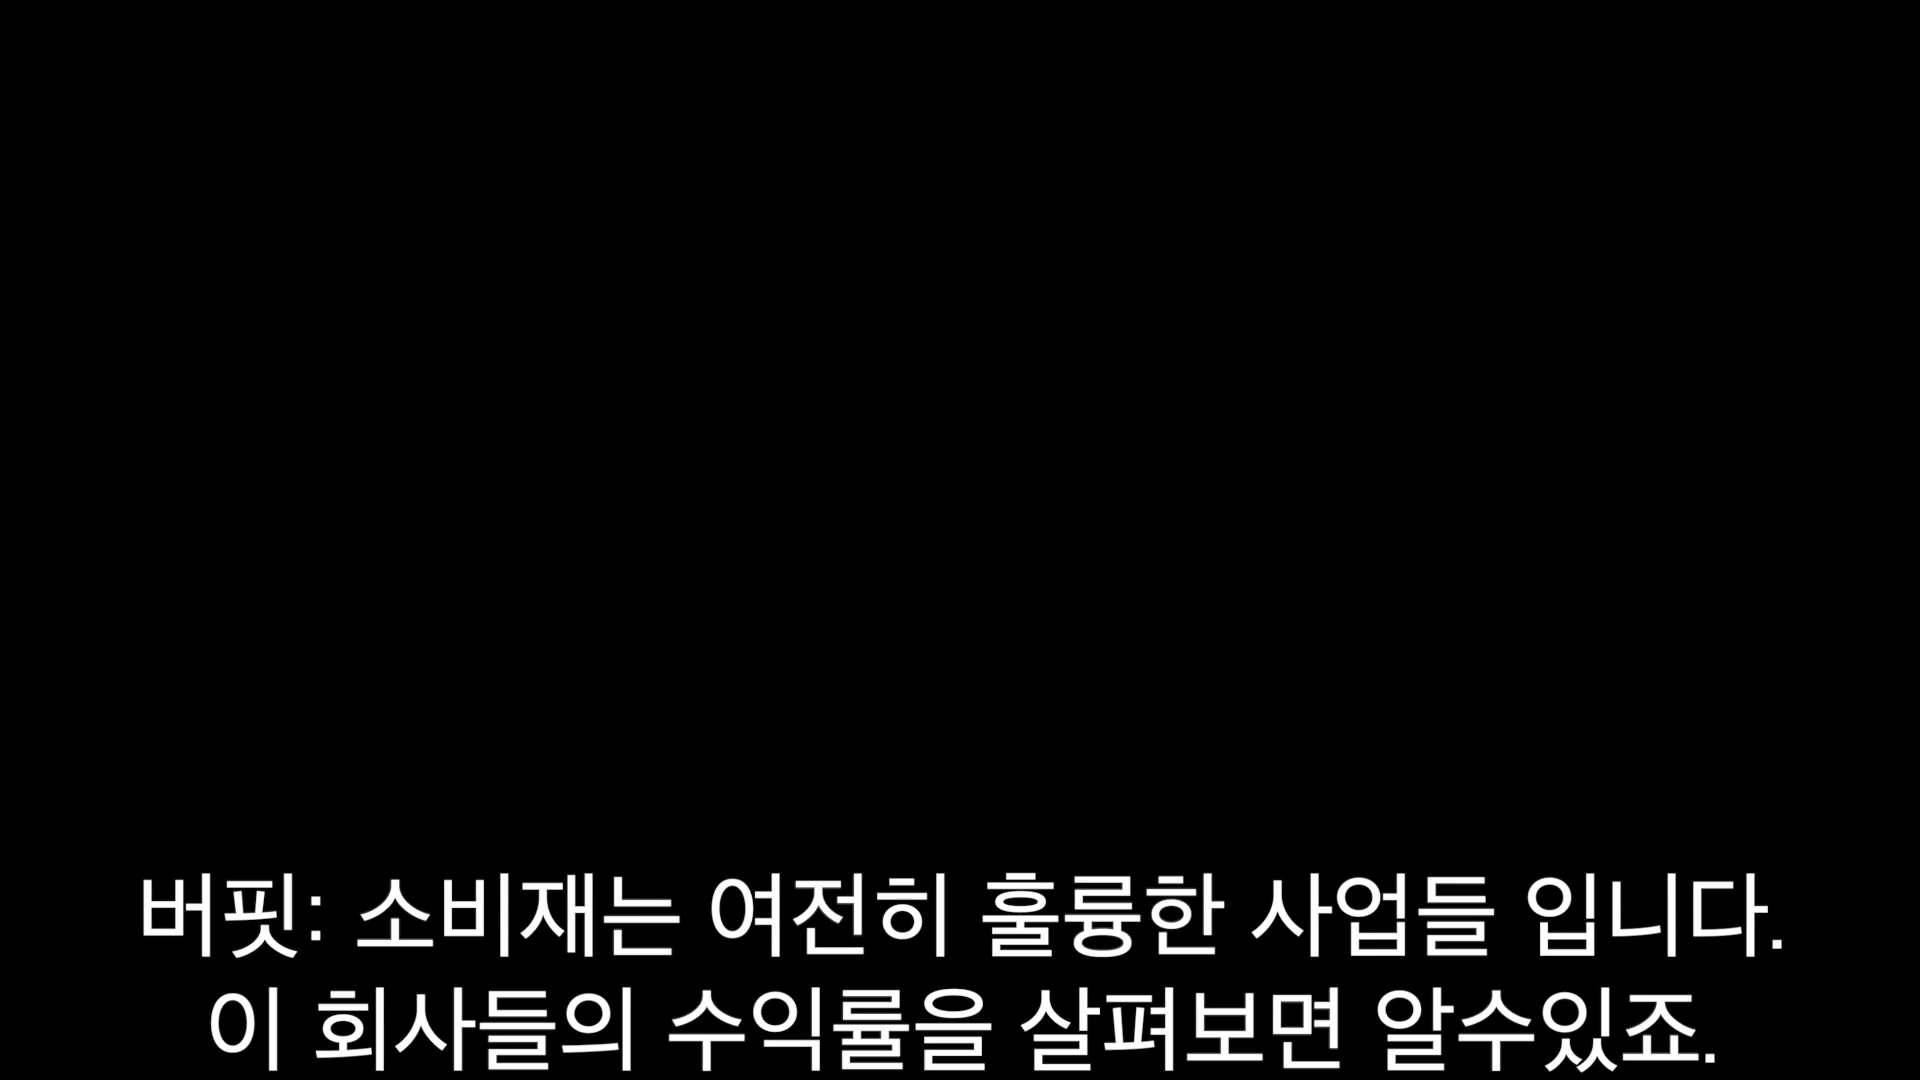 버핏: 소비재는 여전히 훌륭한 사업들 입니다.
이 회사들의 수익률을 살펴보면 알수있죠.